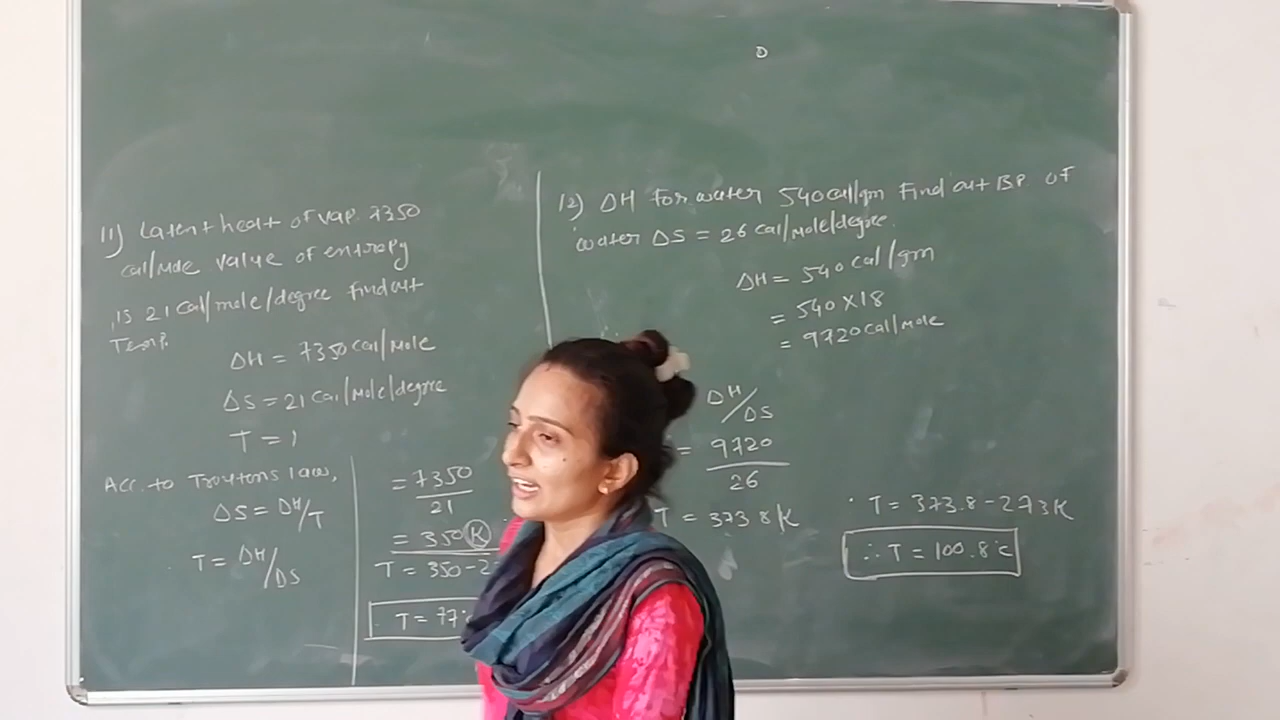 11) Latent heat of vap. 7350
cal/mole value of entropy
is 21 cal/mole/degree find out
Temp.
ΔH = 7350 cal/mole
ΔS = 21 cal/mole/degree
T = 1
Acc. to Troutons law,
ΔS = ΔH/T
T = ΔH/ΔS
= 7350/21
= 350 K
T = 350-2
T = 77°
12) ΔH for water 540 cal/gm Find out BP of
water ΔS = 26 cal/mole/degree.
ΔH = 540 cal/gm
= 540 × 18
= 9720 cal/mole
ΔH/ΔS
= 9720/26
T = 373.8 K
T = 373.8 - 273 K
∴ T = 100.8°c